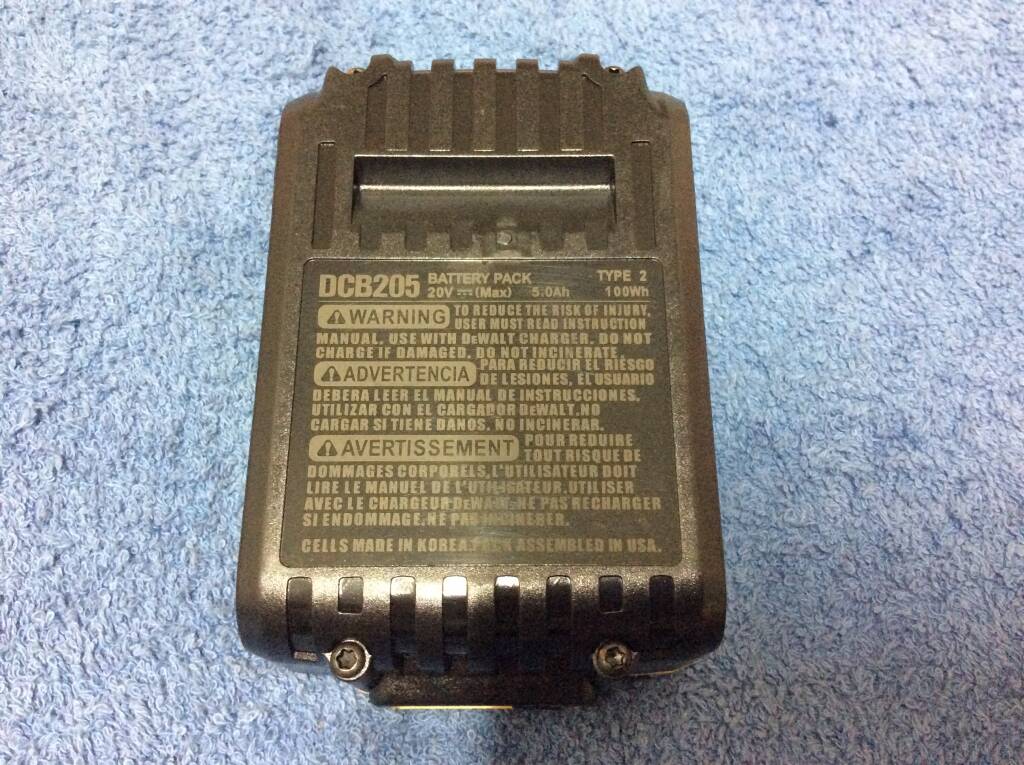 DCB205 BATTERY PACK TYPE 2
20V (Max) 5.0Ah 100Wh
WARNING TO REDUCE THE RISK OF INJURY,
USER MUST READ INSTRUCTION
MANUAL. USE WITH DeWALT CHARGER. DO NOT
CHARGE IF DAMAGED, DO NOT INCINERATE
ADVERTENCIA PARA REDUCIR EL RIESGO
DE LESIONES, EL USUARIO
DEBERA LEER EL MANUAL DE INSTRUCCIONES.
UTILIZAR CON EL CARGADOR DeWALT.NO
CARGAR SI TIENE DANOS. NO INCINERAR.
AVERTISSEMENT POUR REDUIRE
TOUT RISQUE DE
DOMMAGES CORPORELS,L'UTILISATEUR DOIT
LIRE LE MANUEL DE L'UTILISATEUR. UTILISER
AVEC LE CHARGEUR DeWALT. NE PAS RECHARGER
SI ENDOMMAGE. NE PAS INCINERER.
CELLS MADE IN KOREA.PACK ASSEMBLED IN USA.